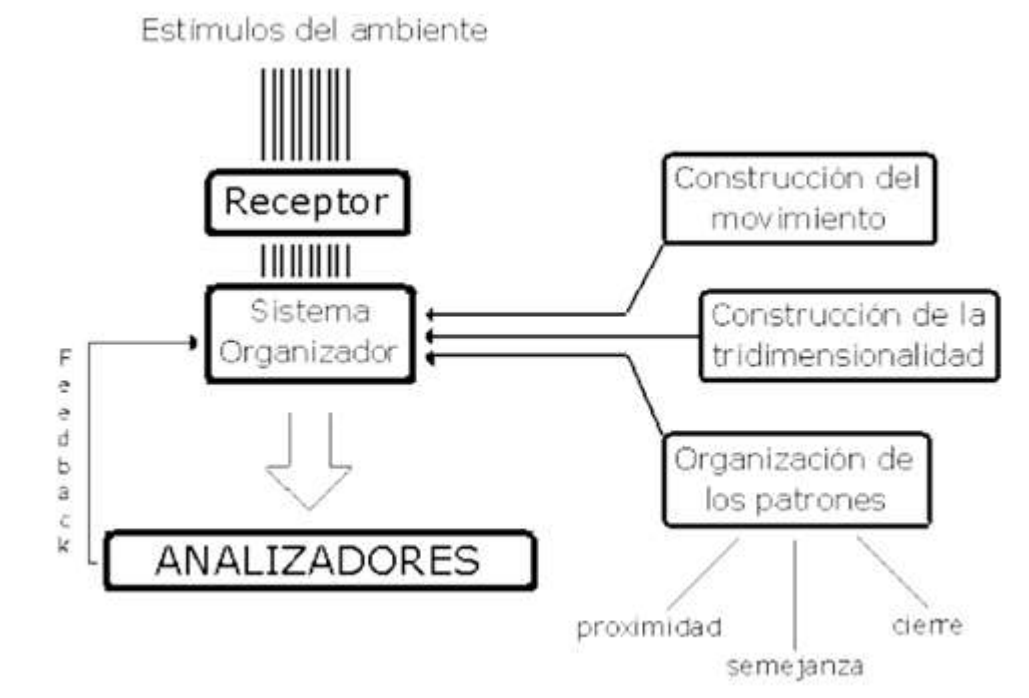 Estímulos del ambiente
Receptor
Sistema
Organizador
Feedback
ANALIZADORES
Construcción del
movimiento
Construcción de la
tridimensionalidad
Organización de
los patrones
proximidad
semejanza
cierre